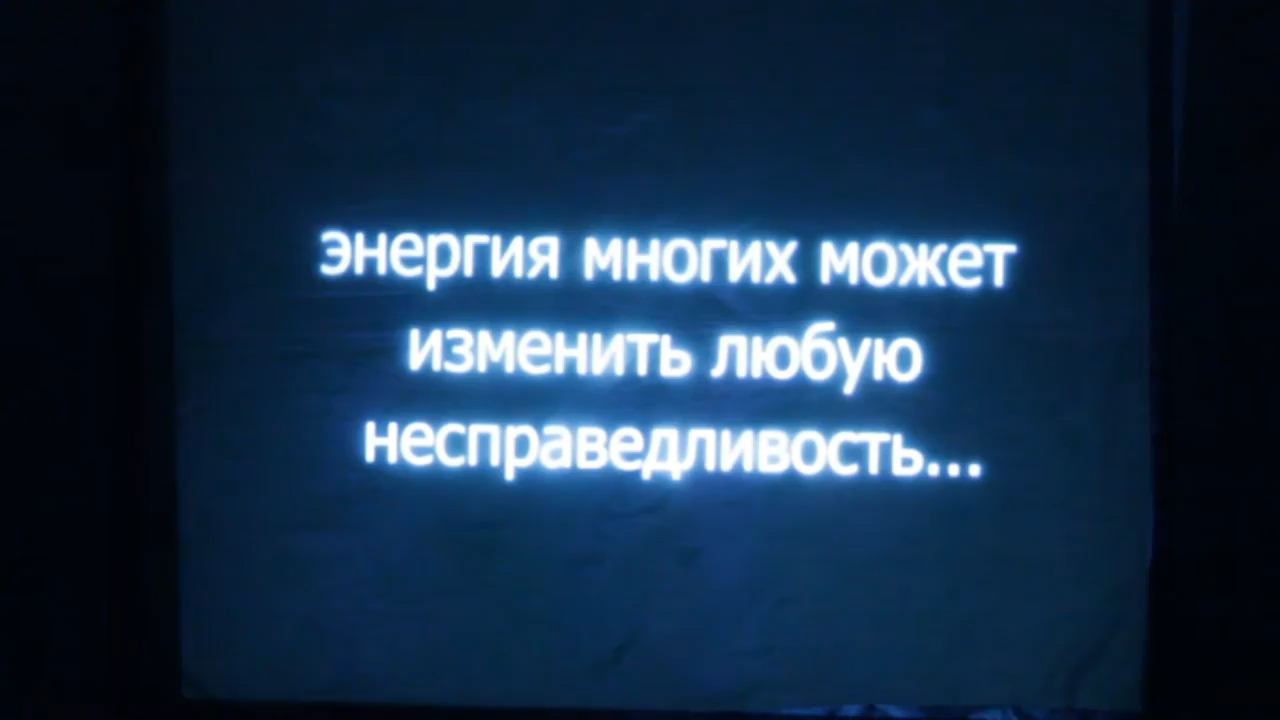 энергия многих может
изменить любую
несправедливость...